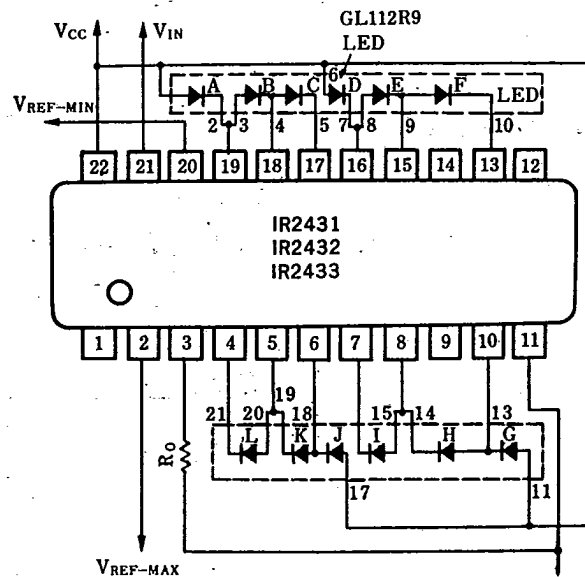 GL112R9
LED
VCC VIN
6
A B C D E F
LED
VREF-MIN
2 3 4 5 7 8 9 10
22 21 20 19 18 17 16 15 14 13 12
IR2431
IR2432
IR2433
1 2 3 4 5 6 7 8 9 10 11
19
21 20 18 15 14 13
L K J I H G
R0
17 11
VREF-MAX